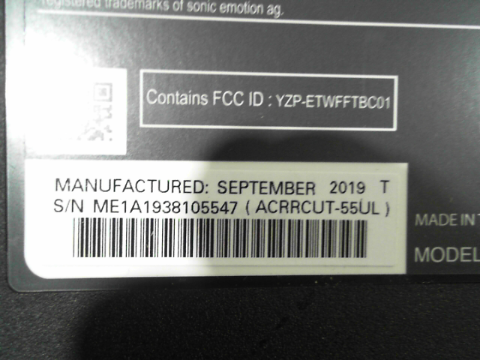 registered trademarks of sonic emotion ag.
Contains FCC ID : YZP-ETWFFTBC01
MANUFACTURED: SEPTEMBER 2019 T
S/N ME1A1938105547 ( ACRRCUT-55UL )
MADE IN
MODEL